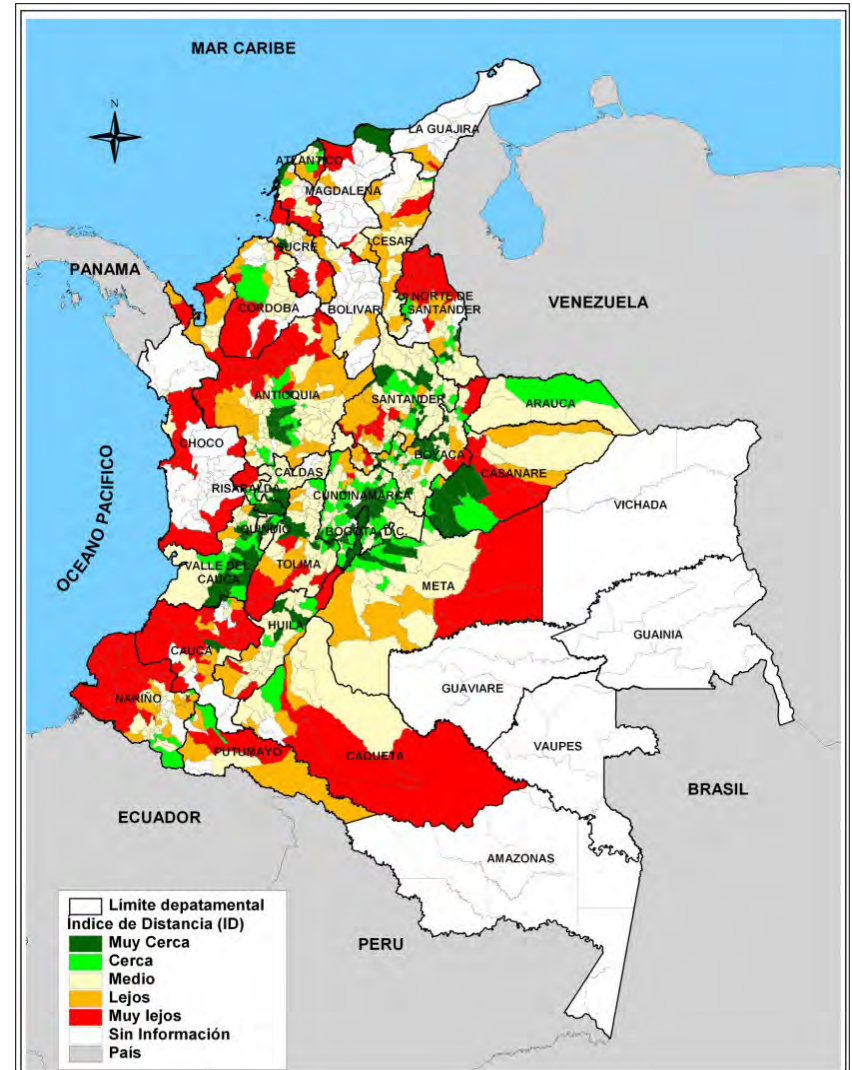 MAR CARIBE
N
LA GUAJIRA
ATLANTICO
MAGDALENA
SUCRE
CESAR
PANAMA
CORDOBA
BOLIVAR
NORTE DE
SANTANDER
VENEZUELA
ANTIOQUIA
SANTANDER
ARAUCA
CHOCO
BOYACA
CALDAS
CASANARE
RISARALDA
CUNDINAMARCA
VICHADA
OCEANO PACIFICO
QUINDIO
BOGOTA, D.C.
VALLE DEL
CAUCA
TOLIMA
META
HUILA
GUAINIA
CAUCA
GUAVIARE
NARIÑO
VAUPES
PUTUMAYO
CAQUETA
BRASIL
ECUADOR
AMAZONAS
PERU
Límite depatamental
Índice de Distancia (ID)
Muy Cerca
Cerca
Medio
Lejos
Muy lejos
Sin Información
País